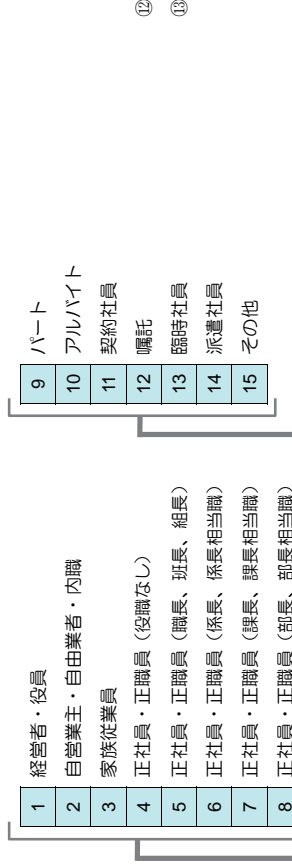 1 経営者・役員
2 自営業主・自由業者・内職
3 家族従業員
4 正社員・正職員（役職なし）
5 正社員・正職員（職長、班長、組長）
6 正社員・正職員（係長、係長相当職）
7 正社員・正職員（課長、課長相当職）
8 正社員・正職員（部長、部長相当職）
9 パート
10 アルバイト
11 契約社員
12 嘱託
13 臨時社員
14 派遣社員
15 その他
⑫
⑬